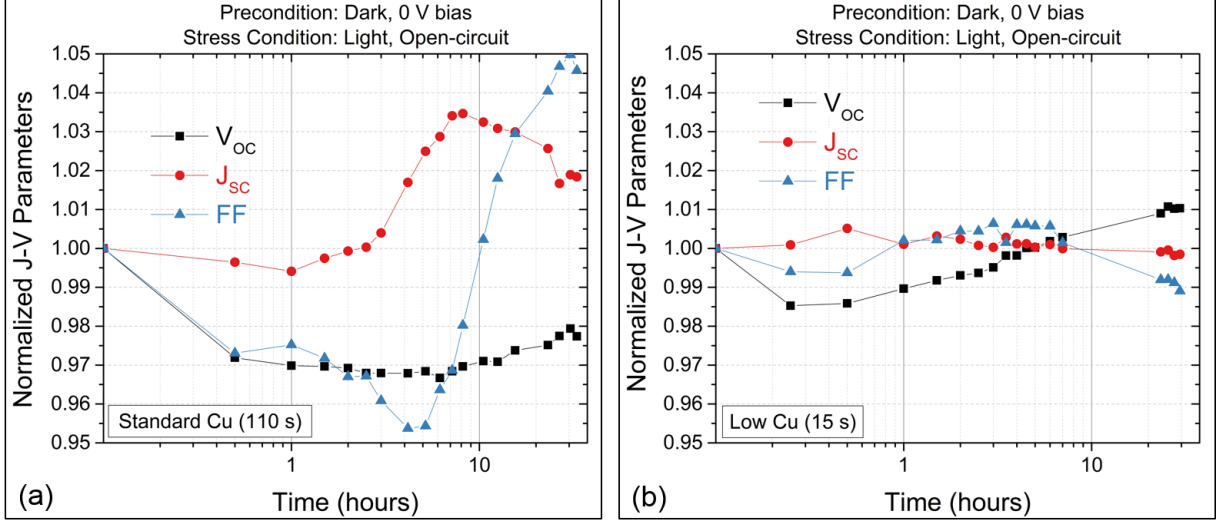 Precondition: Dark, 0 V bias
Stress Condition: Light, Open-circuit
1.05
1.04
1.03
1.02
1.01
1.00
0.99
0.98
0.97
0.96
0.95
Normalized J-V Parameters
V_OC
J_SC
FF
Standard Cu (110 s)
1
10
Time (hours)
(a)
Precondition: Dark, 0 V bias
Stress Condition: Light, Open-circuit
1.05
1.04
1.03
1.02
1.01
1.00
0.99
0.98
0.97
0.96
0.95
Normalized J-V Parameters
V_OC
J_SC
FF
Low Cu (15 s)
1
10
Time (hours)
(b)